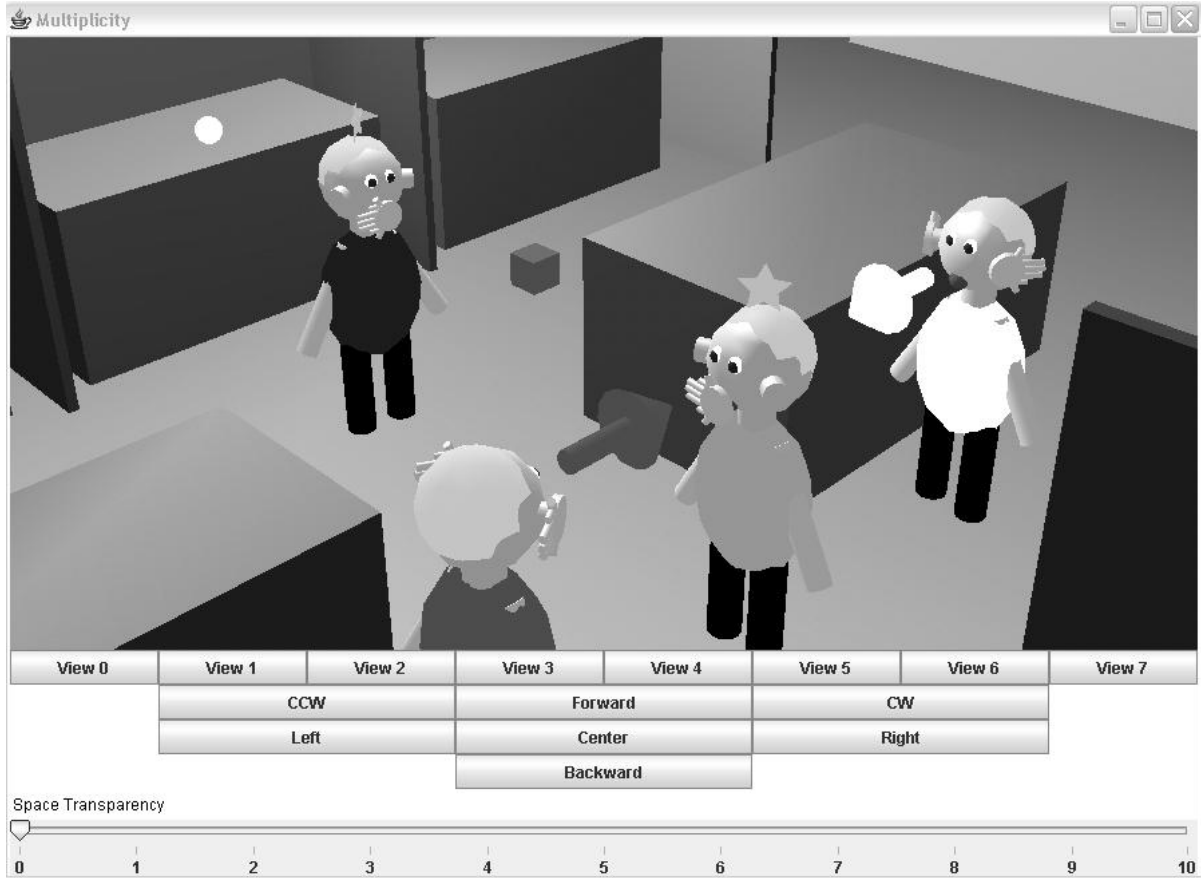 Multiplicity
View 0 View 1 View 2 View 3 View 4 View 5 View 6 View 7
CCW Forward CW
Left Center Right
Backward
Space Transparency
0 1 2 3 4 5 6 7 8 9 10